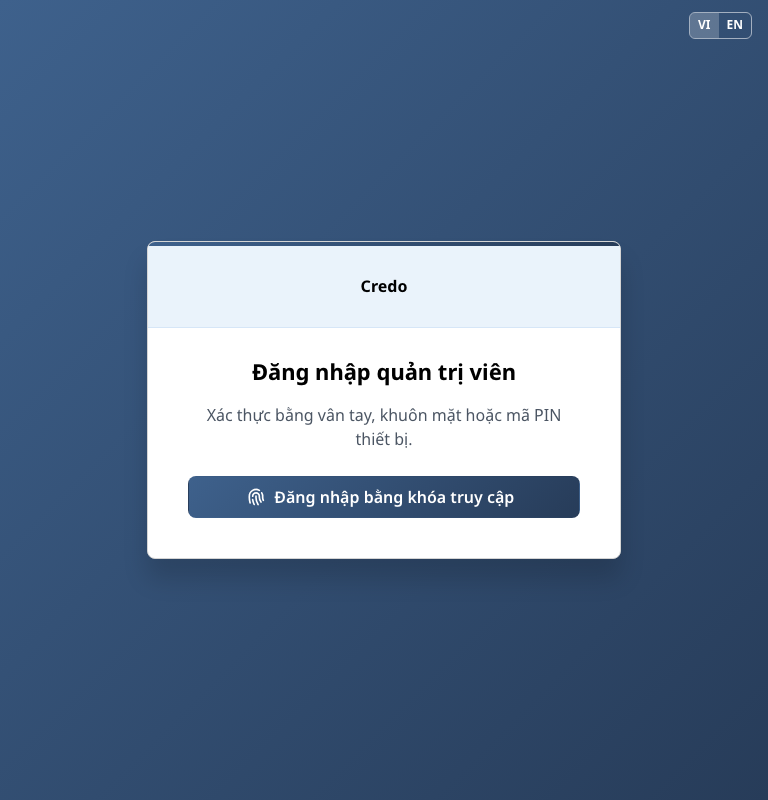 VI EN
Credo
Đăng nhập quản trị viên
Xác thực bằng vân tay, khuôn mặt hoặc mã PIN
thiết bị.
Đăng nhập bằng khóa truy cập